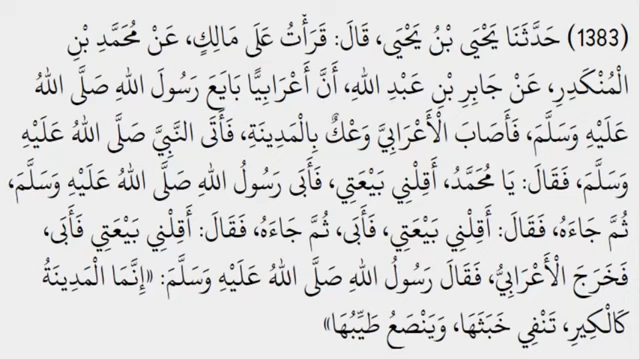 (1383) حَدَّثَنَا يَحْيَى بْنُ يَحْيَى، قَالَ: قَرَأْتُ عَلَى مَالِكٍ، عَنْ مُحَمَّدِ بْنِ
الْمُنْكَدِرِ، عَنْ جَابِرِ بْنِ عَبْدِ اللهِ، أَنَّ أَعْرَابِيًّا بَايَعَ رَسُولَ اللهِ صَلَّى اللهُ
عَلَيْهِ وَسَلَّمَ، فَأَصَابَ الْأَعْرَابِيَّ وَعْكٌ بِالْمَدِينَةِ، فَأَتَى النَّبِيَّ صَلَّى اللهُ عَلَيْهِ
وَسَلَّمَ، فَقَالَ: يَا مُحَمَّدُ، أَقِلْنِي بَيْعَتِي، فَأَبَى رَسُولُ اللهِ صَلَّى اللهُ عَلَيْهِ وَسَلَّمَ،
ثُمَّ جَاءَهُ، فَقَالَ: أَقِلْنِي بَيْعَتِي، فَأَبَى، ثُمَّ جَاءَهُ، فَقَالَ: أَقِلْنِي بَيْعَتِي فَأَبَى،
فَخَرَجَ الْأَعْرَابِيُّ، فَقَالَ رَسُولُ اللهِ صَلَّى اللهُ عَلَيْهِ وَسَلَّمَ: «إِنَّمَا الْمَدِينَةُ
كَالْكِيرِ، تَنْفِي خَبَثَهَا، وَيَنْصَعُ طَيِّبُهَا»